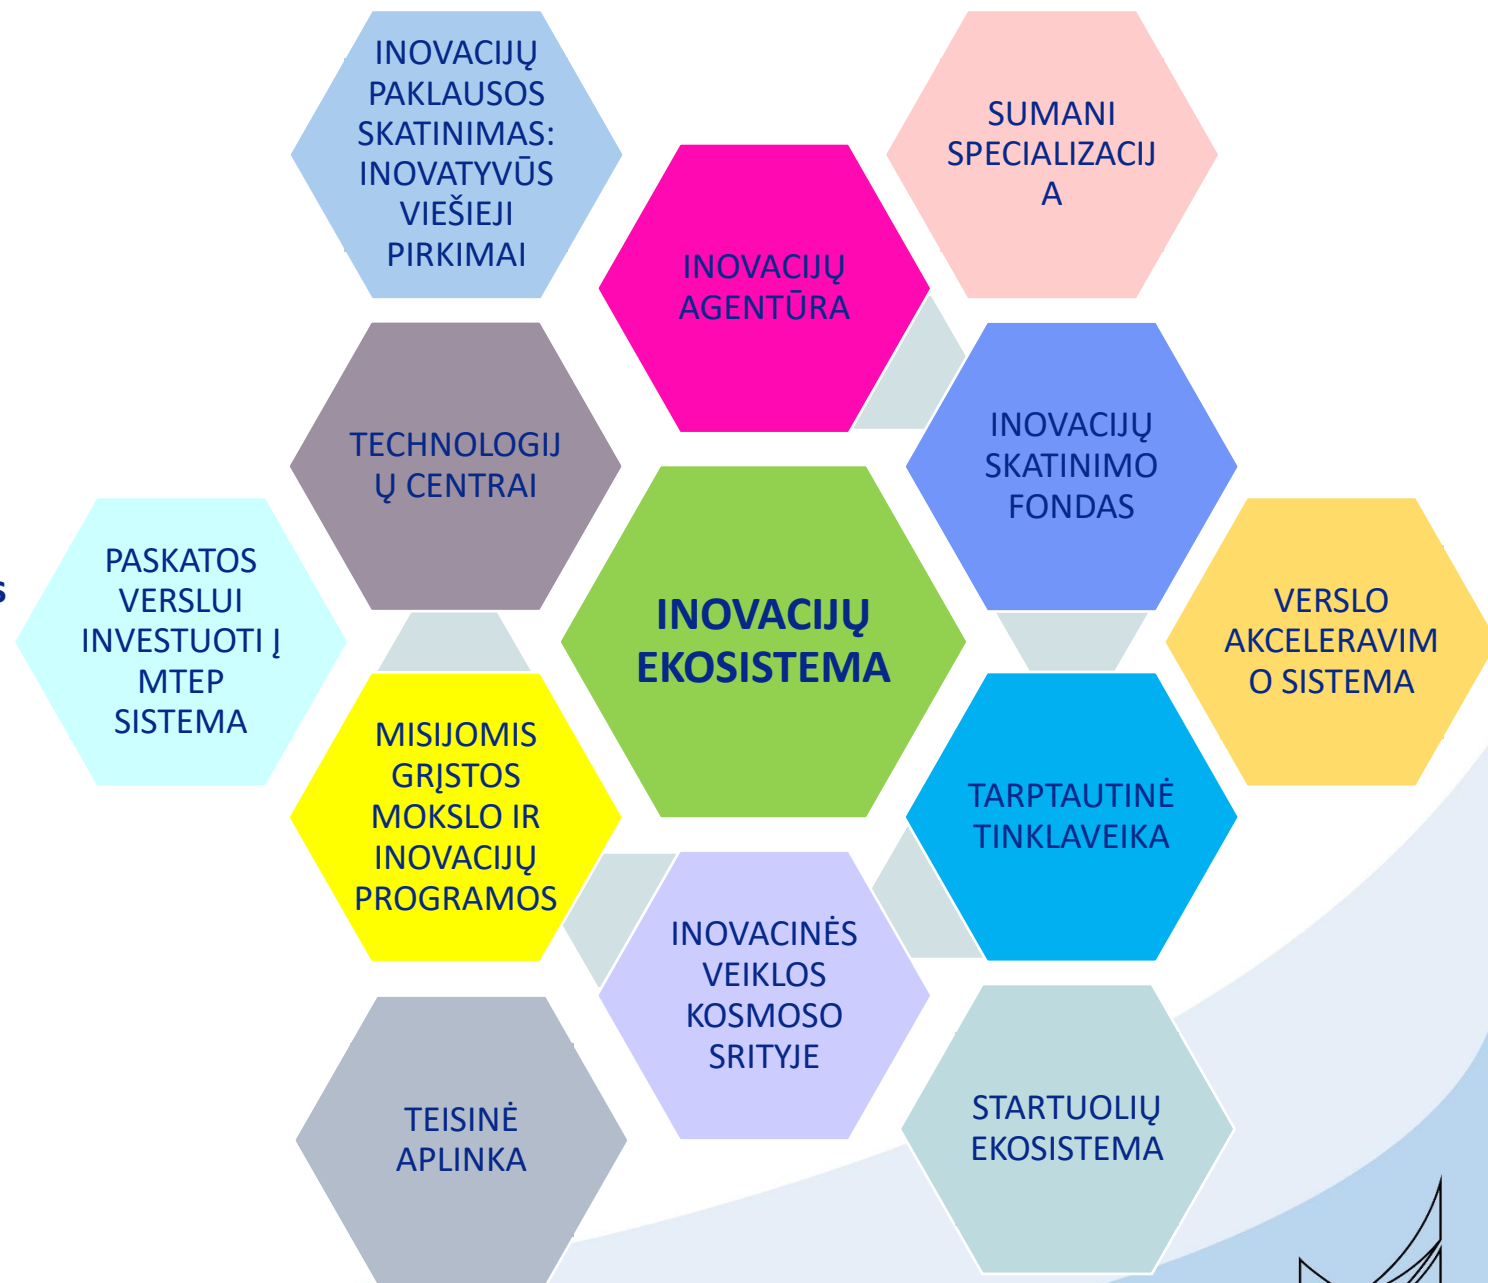 INOVACIJŲ
PAKLAUSOS
SKATINIMAS:
INOVATYVŪS
VIEŠIEJI
PIRKIMAI
SUMANI
SPECIALIZACIJ
A
INOVACIJŲ
AGENTŪRA
TECHNOLOGIJ
Ų CENTRAI
INOVACIJŲ
SKATINIMO
FONDAS
s
PASKATOS
VERSLUI
INVESTUOTI Į
MTEP
SISTEMA
INOVACIJŲ
EKOSISTEMA
VERSLO
AKCELERAVIM
O SISTEMA
MISIJOMIS
GRĮSTOS
MOKSLO IR
INOVACIJŲ
PROGRAMOS
TARPTAUTINĖ
TINKLAVEIKA
INOVACINĖS
VEIKLOS
KOSMOSO
SRITYJE
TEISINĖ
APLINKA
STARTUOLIŲ
EKOSISTEMA